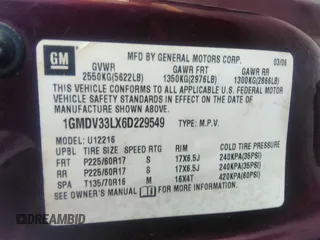 GM
MFD BY GENERAL MOTORS CORP. 03/06
GVWR GAWR FRT GAWR RR
2550KG(5622LB) 1350KG(2976LB) 1300KG(2866LB)
THIS VEHICLE CONFORMS TO ALL APPLICABLE U.S. FEDERAL
MOTOR VEHICLE SAFETY STANDARDS IN EFFECT ON THE DATE
OF MANUFACTURE SHOWN ABOVE.
1GMDV33LX6D229549 TYPE: M.P.V.
MODEL: U12216
UPBL TIRE SIZE SPEED RTG RIM COLD TIRE PRESSURE
FRT P225/60R17 S 17X6.5J 240KPA(35PSI)
RR P225/60R17 S 17X6.5J 240KPA(35PSI)
SPA T135/70R16 M 16X4T 420KPA(60PSI)
SEE OWNER'S MANUAL FOR MORE INFORMATION.
DREAMBID